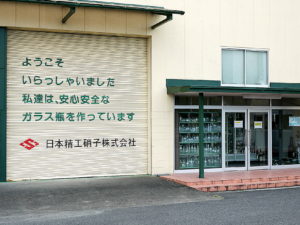 ようこそ
いらっしゃいました
私達は、安心安全な
ガラス瓶を作っています
日本精工硝子株式会社